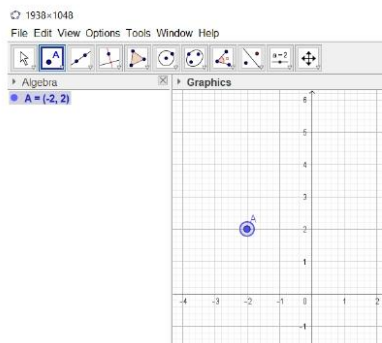 1938×1048
File Edit View Options Tools Window Help
A
a=2
Algebra
Graphics
A = (-2, 2)
6
5
4
3
A
2
1
-4 -3 -2 -1 0 1 2
-1